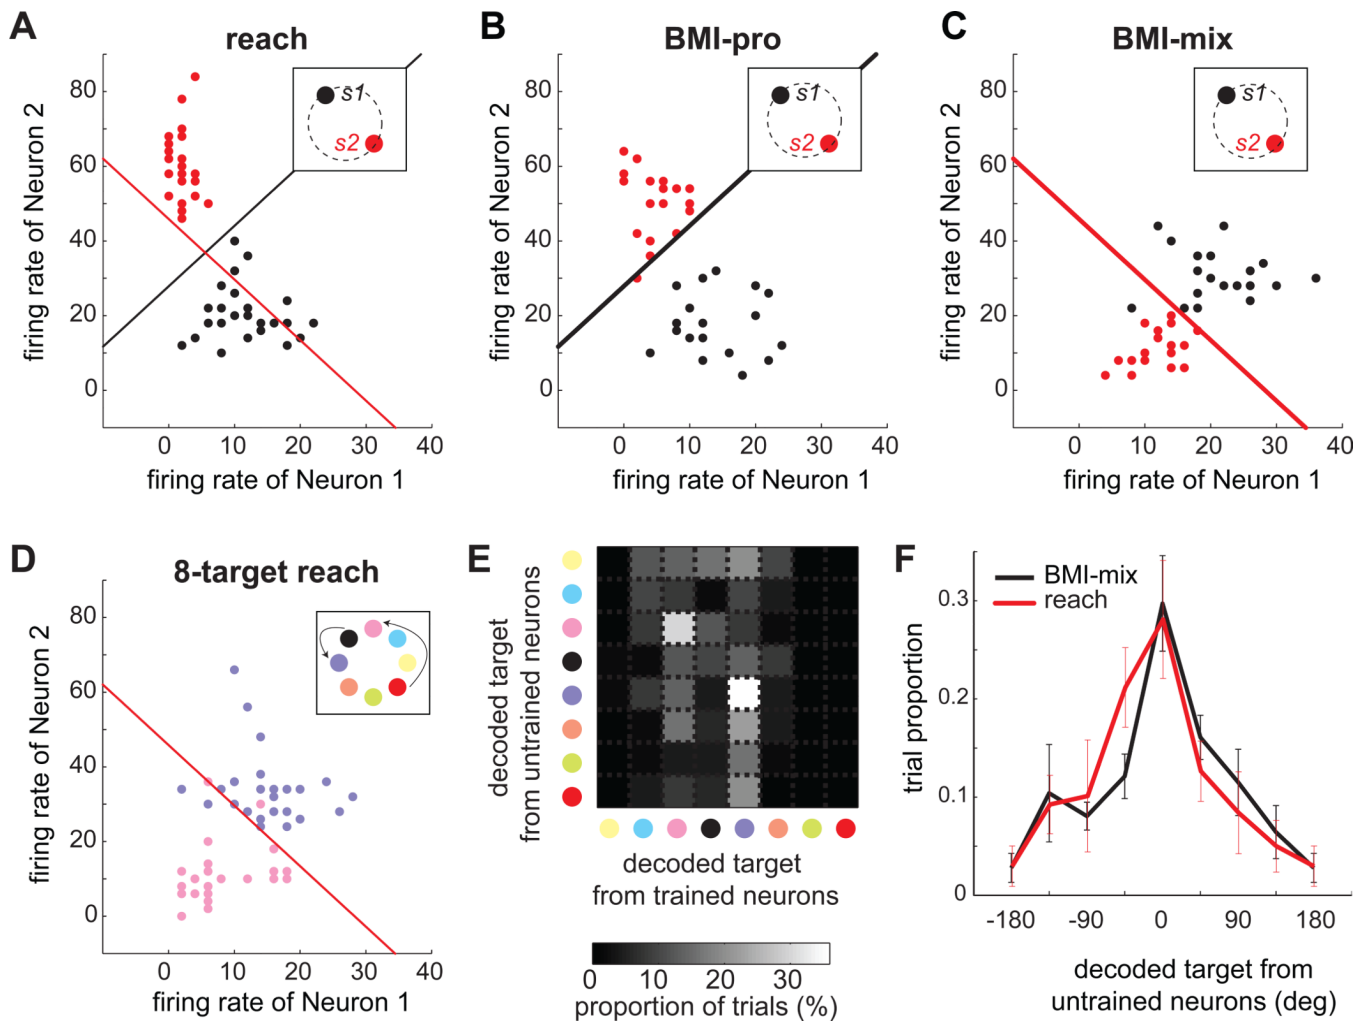 A
reach
firing rate of Neuron 2
80
60
40
20
0
s1
s2
0 10 20 30 40
firing rate of Neuron 1
B
BMI-pro
firing rate of Neuron 2
80
60
40
20
0
s1
s2
0 10 20 30 40
firing rate of Neuron 1
C
BMI-mix
firing rate of Neuron 2
80
60
40
20
0
s1
s2
0 10 20 30 40
firing rate of Neuron 1
D
8-target reach
firing rate of Neuron 2
80
60
40
20
0
0 10 20 30 40
firing rate of Neuron 1
E
decoded target
from untrained neurons
decoded target
from trained neurons
0 10 20 30
proportion of trials (%)
F
BMI-mix
reach
trial proportion
0.3
0.2
0.1
0
-180 -90 0 90 180
decoded target from
untrained neurons (deg)